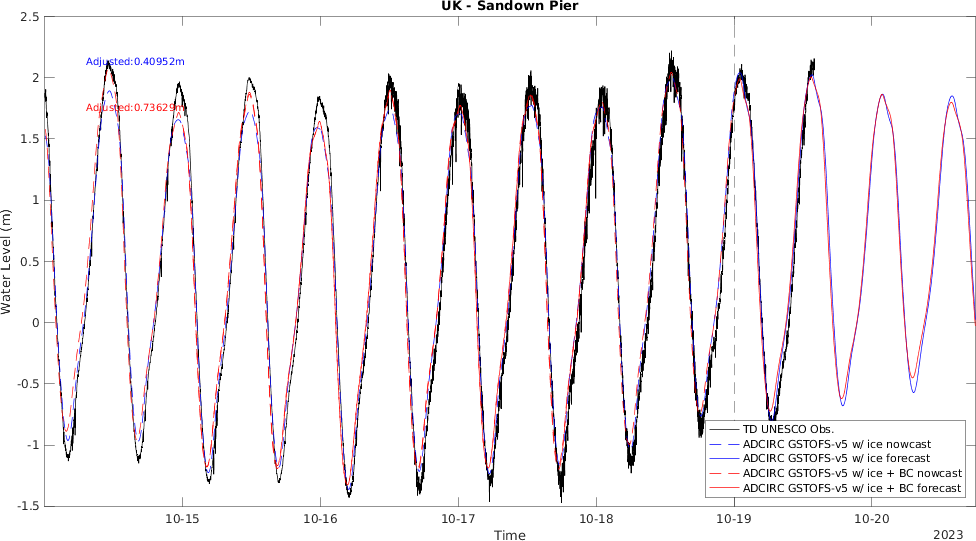 UK - Sandown Pier
2.5
2
1.5
1
0.5
0
-0.5
-1
-1.5
Water Level (m)
Adjusted:0.40952m
Adjusted:0.73629m
TD UNESCO Obs.
ADCIRC GSTOFS-v5 w/ ice nowcast
ADCIRC GSTOFS-v5 w/ ice forecast
ADCIRC GSTOFS-v5 w/ ice + BC nowcast
ADCIRC GSTOFS-v5 w/ ice + BC forecast
10-15 10-16 10-17 10-18 10-19 10-20
Time
2023